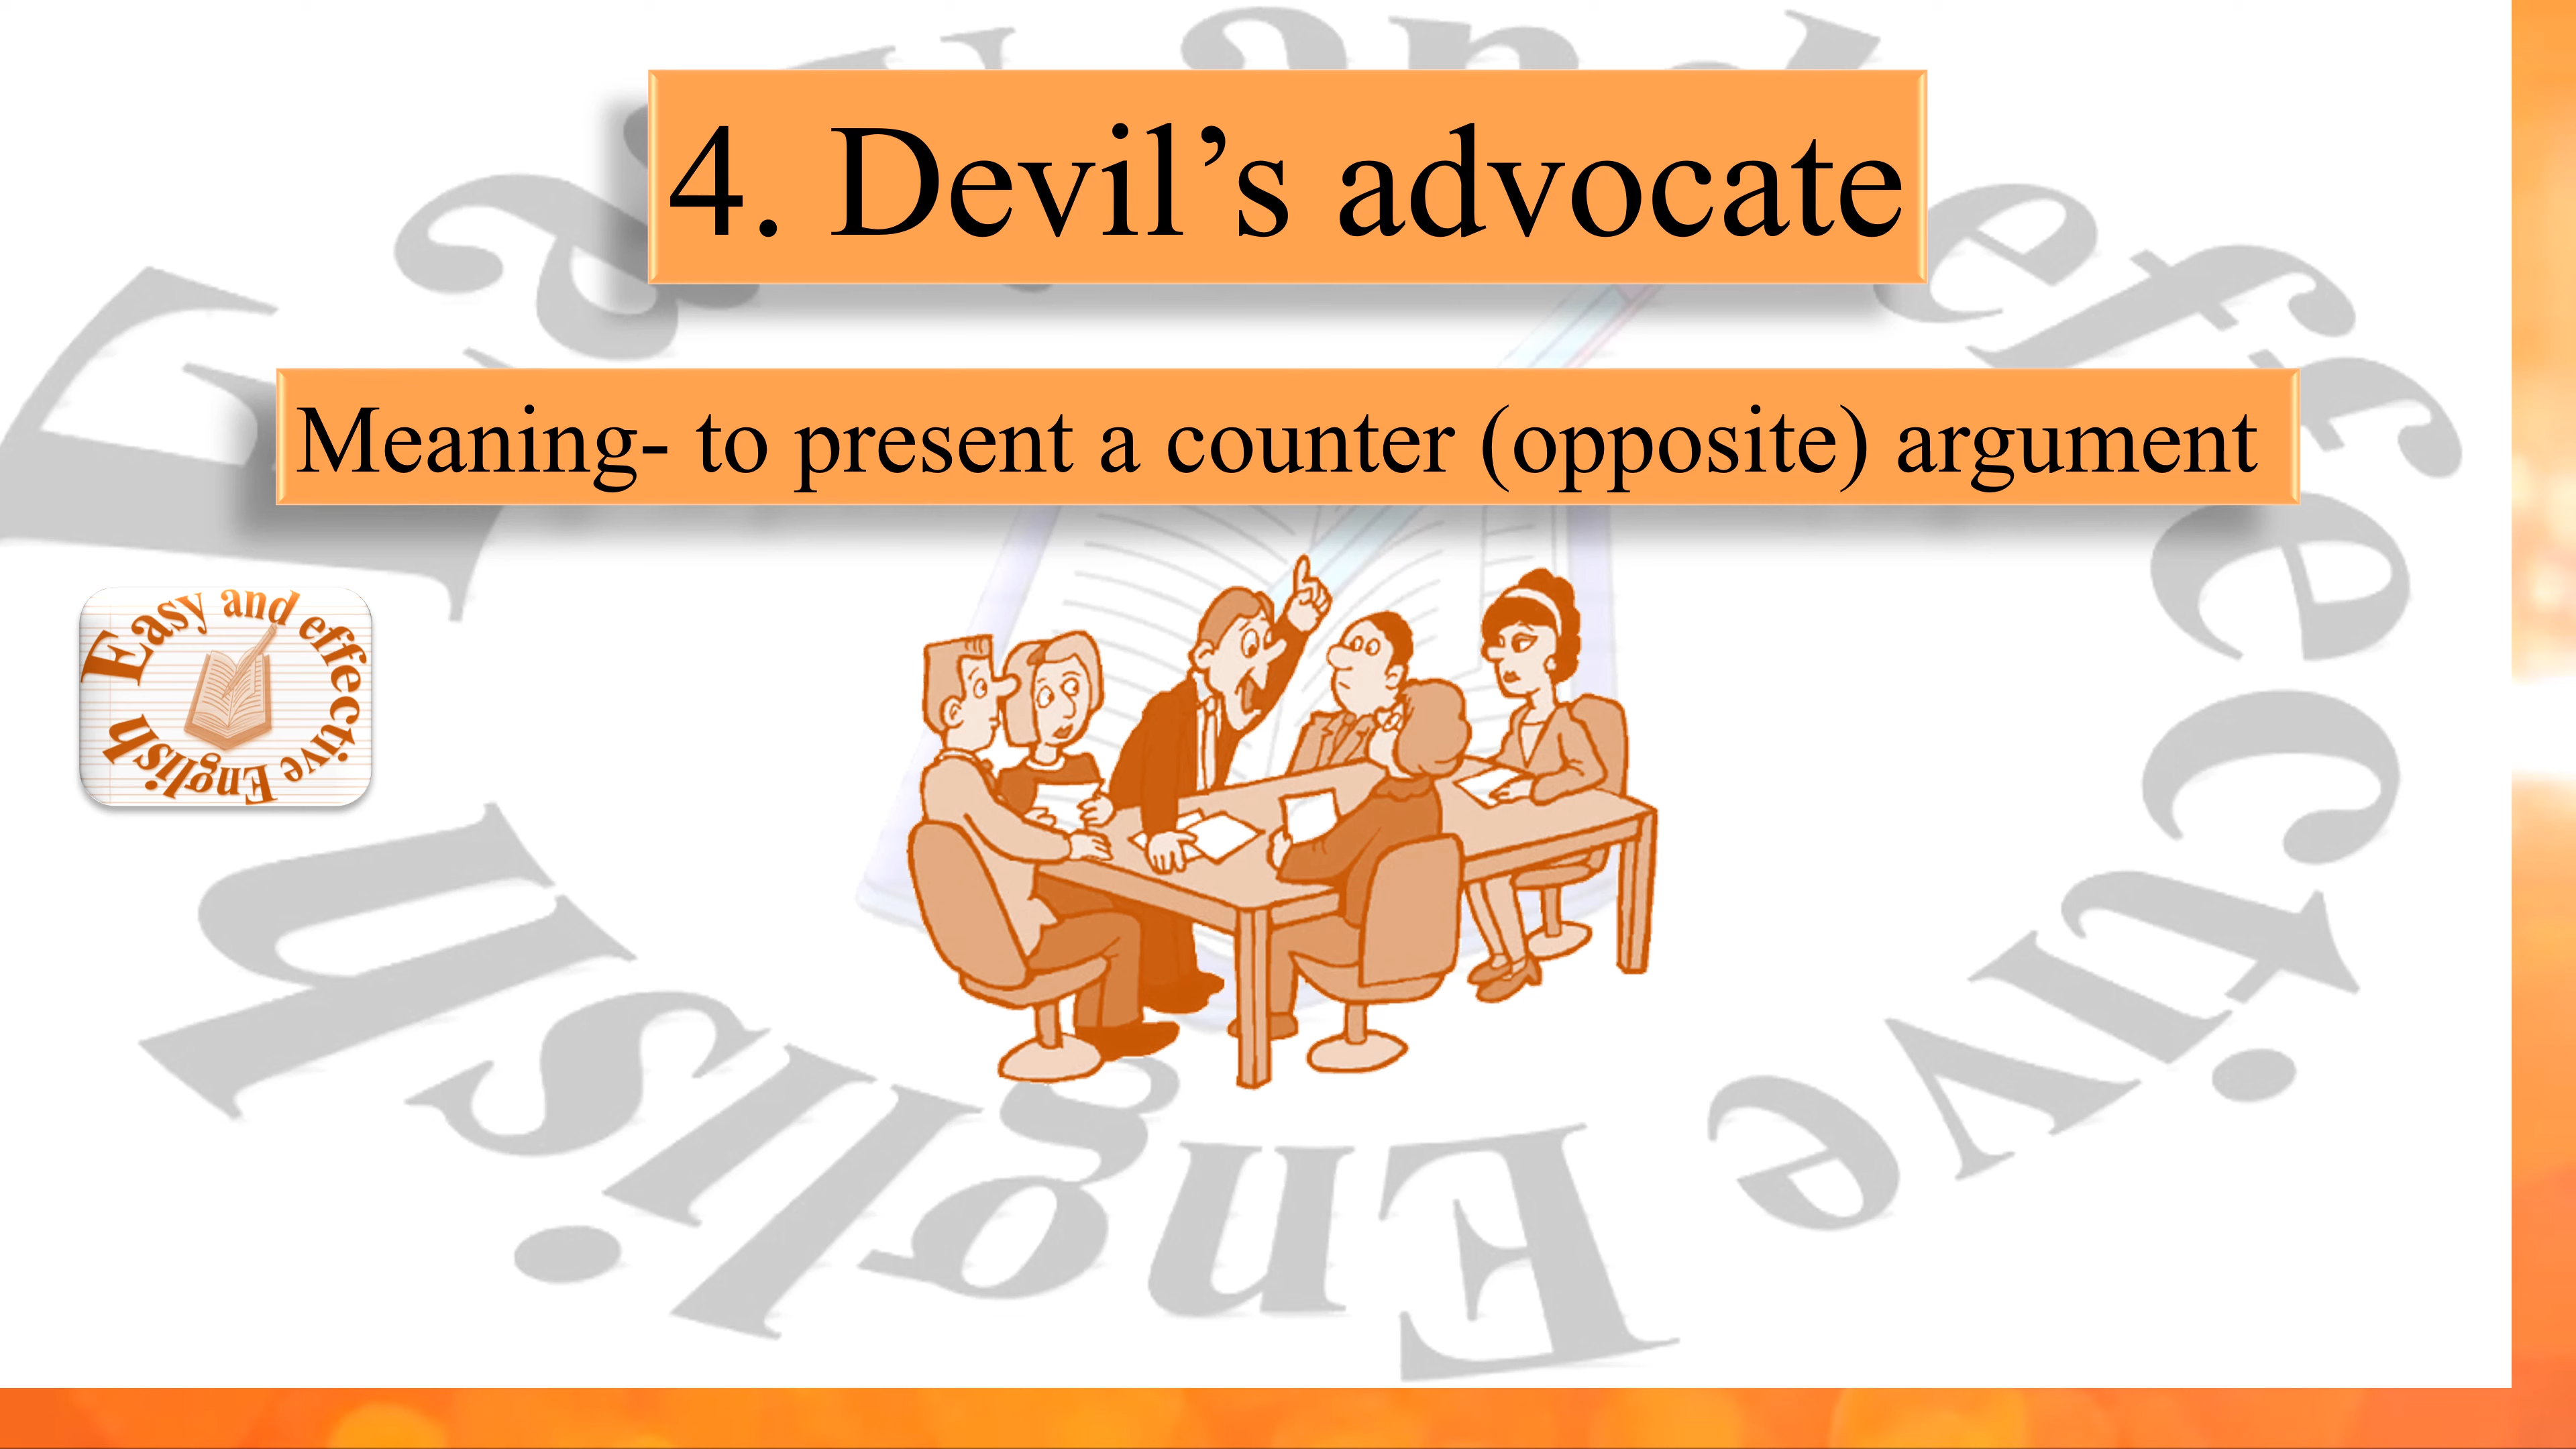 4. Devil’s advocate
Meaning- to present a counter (opposite) argument
Easy and effective English
Easy and effective English